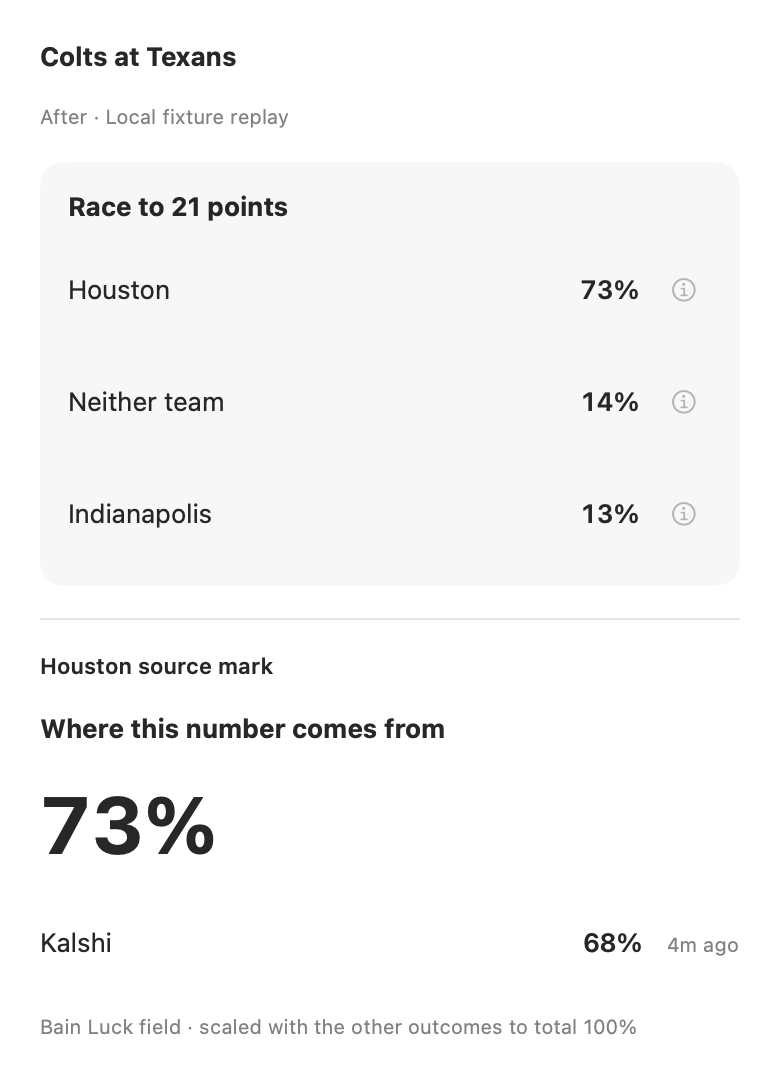 Colts at Texans
After · Local fixture replay
Race to 21 points
Houston 73%
Neither team 14%
Indianapolis 13%
Houston source mark
Where this number comes from
73%
Kalshi 68% 4m ago
Bain Luck field · scaled with the other outcomes to total 100%